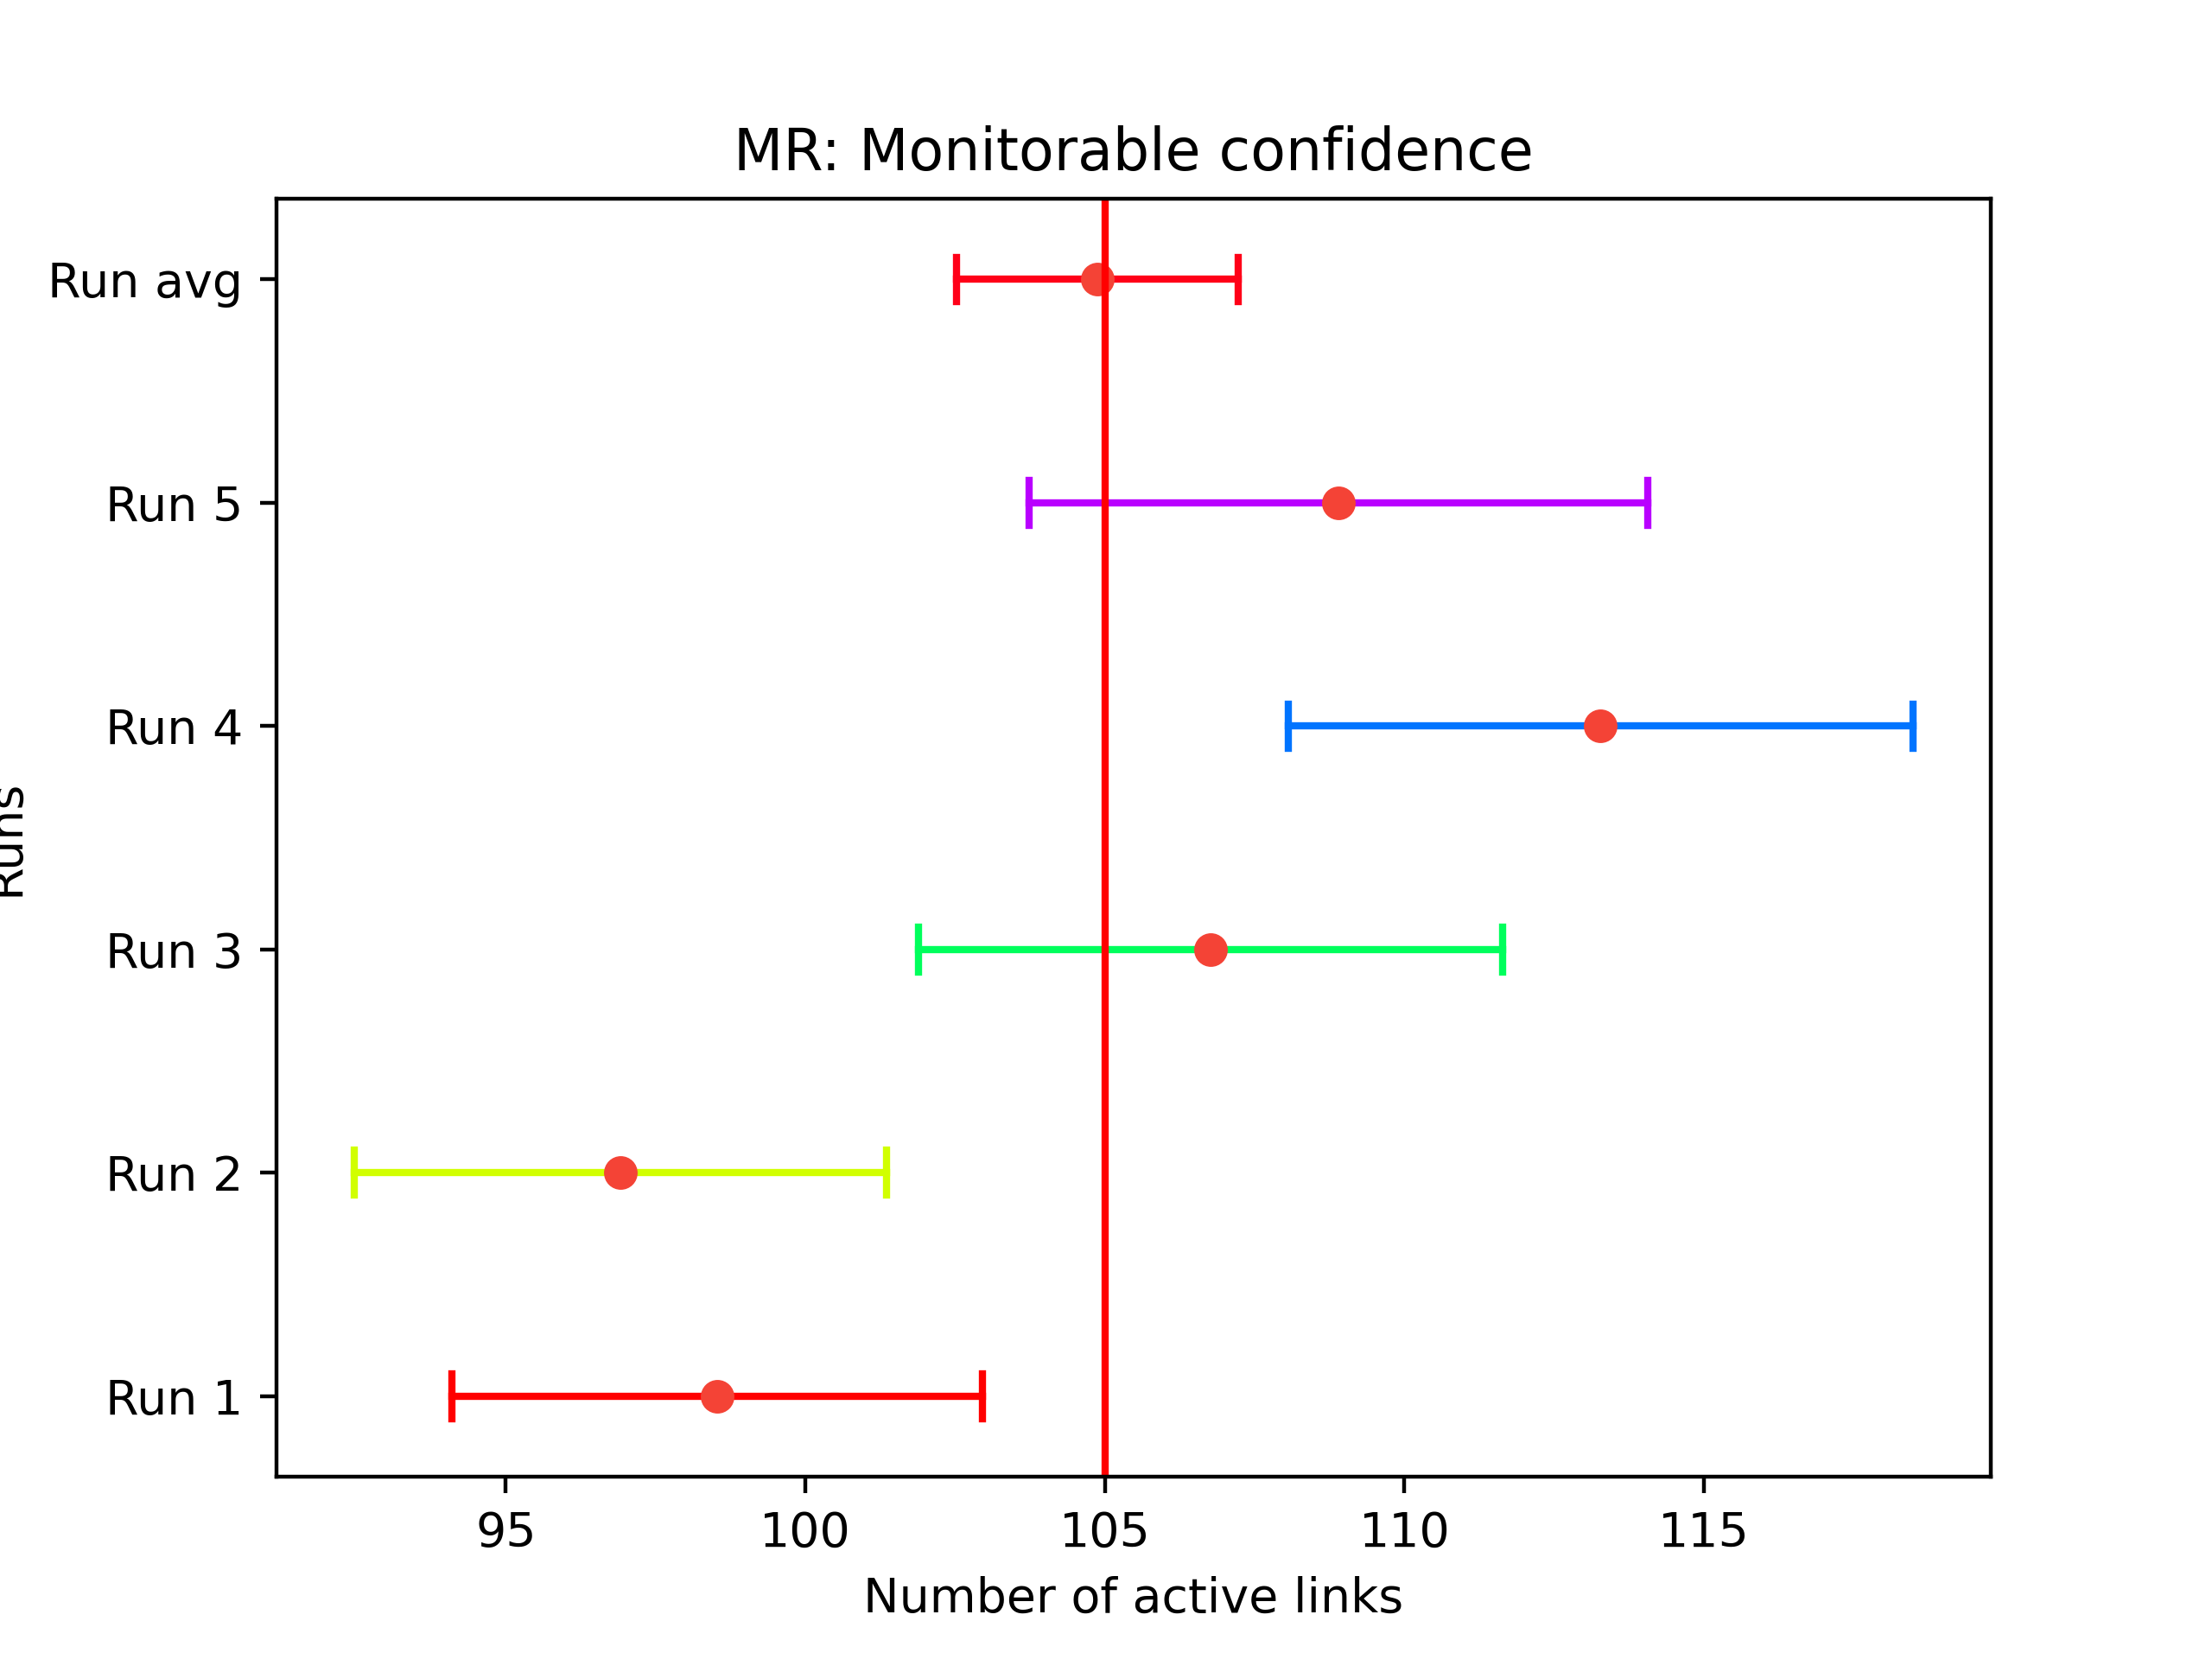 MR: Monitorable confidence
Run avg
Run 5
Run 4
Run 3
Run 2
Run 1
Runs
95 100 105 110 115
Number of active links